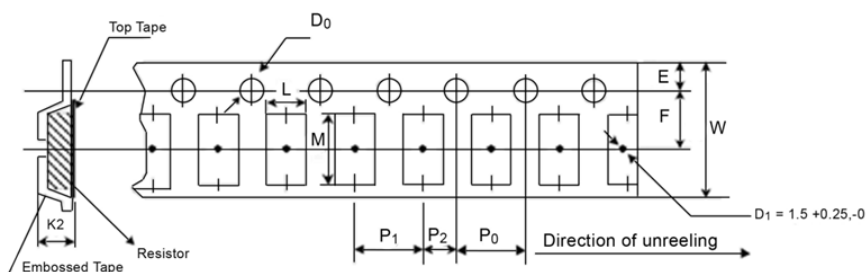 Top Tape
D₀
E
L
F
W
M
K2
P₁
P₂
P₀
D₁ = 1.5 +0.25,-0
Direction of unreeling
Resistor
Embossed Tape